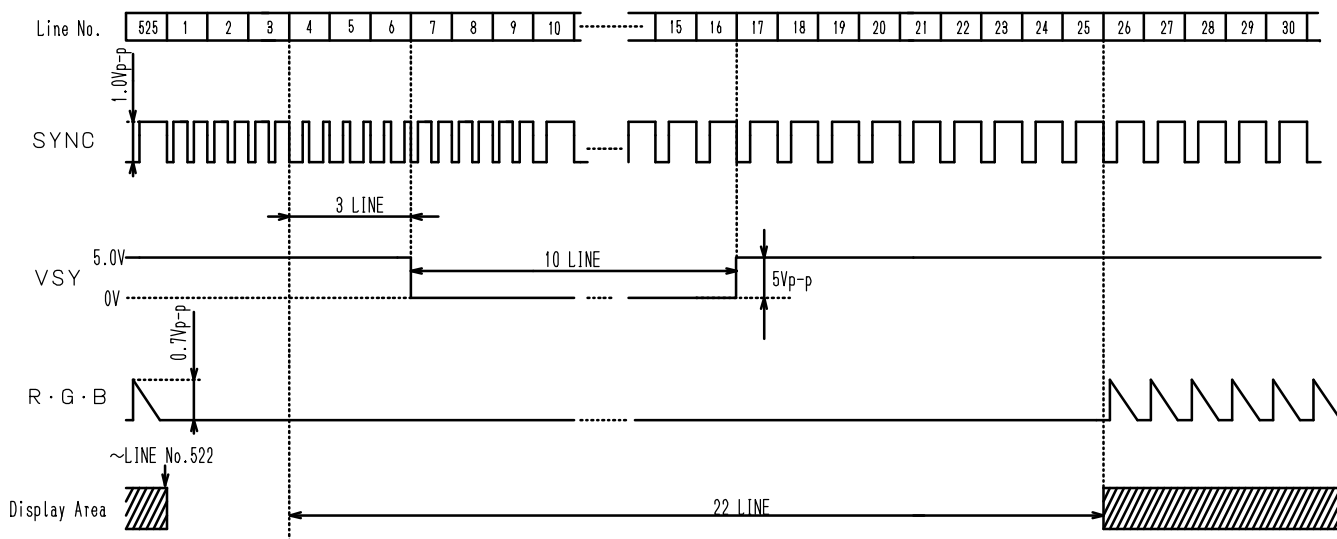 Line No. 525 1 2 3 4 5 6 7 8 9 10 15 16 17 18 19 20 21 22 23 24 25 26 27 28 29 30
1.0Vp-p
SYNC
3 LINE
5.0V
VSY
10 LINE
5Vp-p
0V
0.7Vp-p
R・G・B
～LINE No.522
Display Area
22 LINE